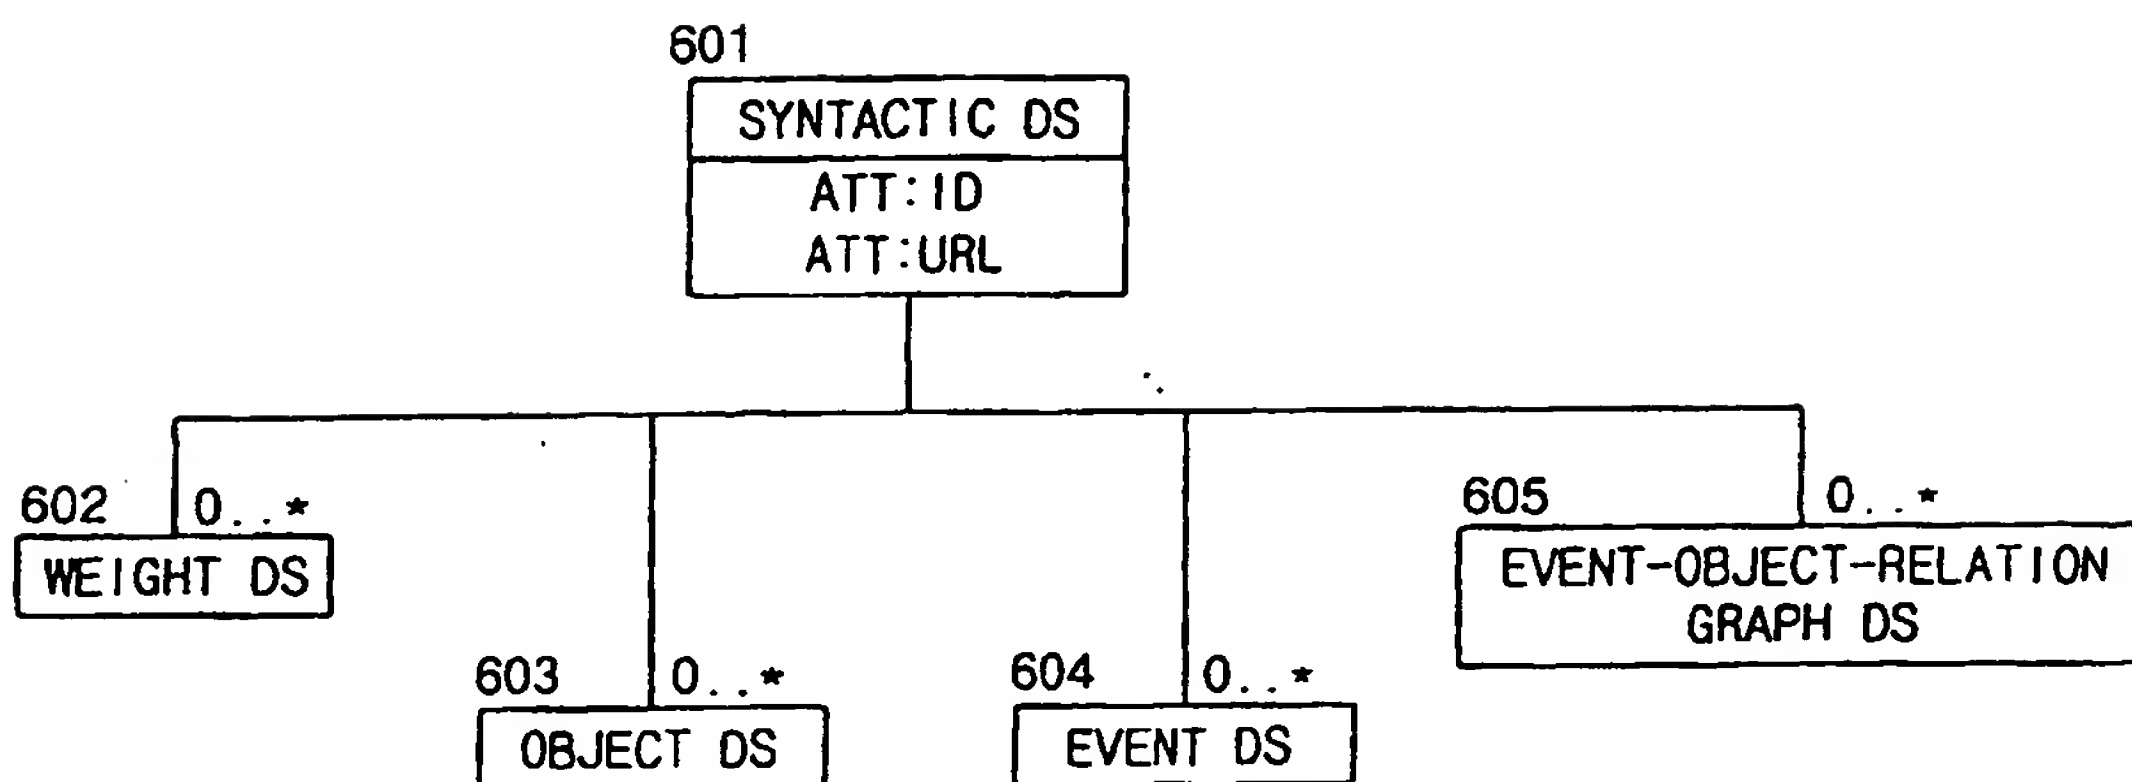 601
SYNTACTIC DS
ATT:ID
ATT:URL
602 0..*
WEIGHT DS
605 0..*
EVENT-OBJECT-RELATION
GRAPH DS
603 0..*
OBJECT DS
604 0..*
EVENT DS